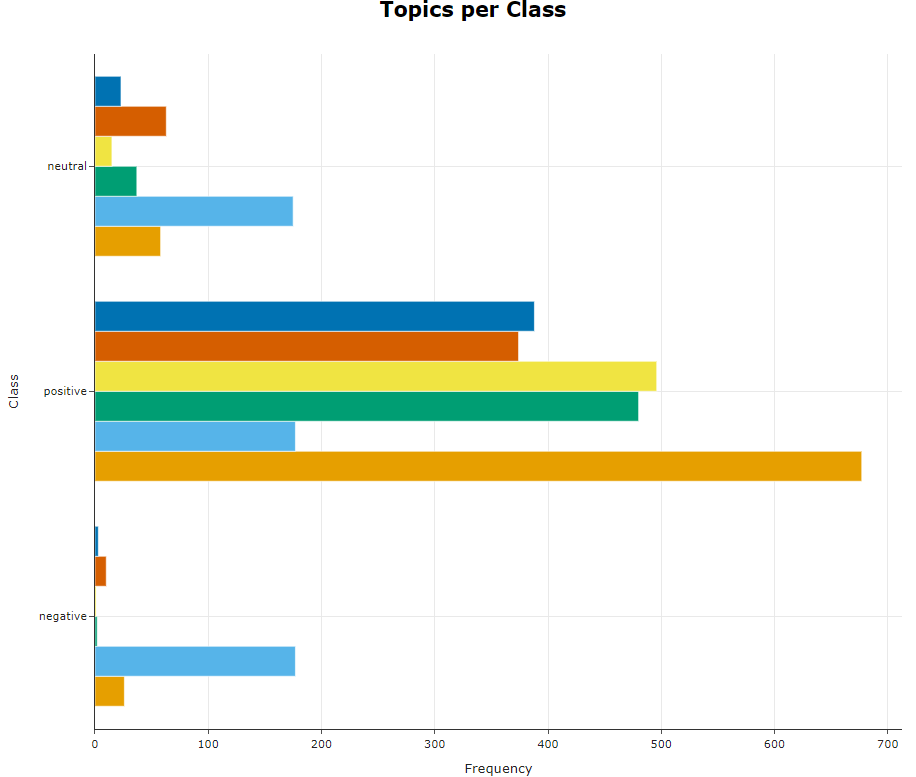 Topics per Class
neutral
positive
negative
Class
0 100 200 300 400 500 600 700
Frequency